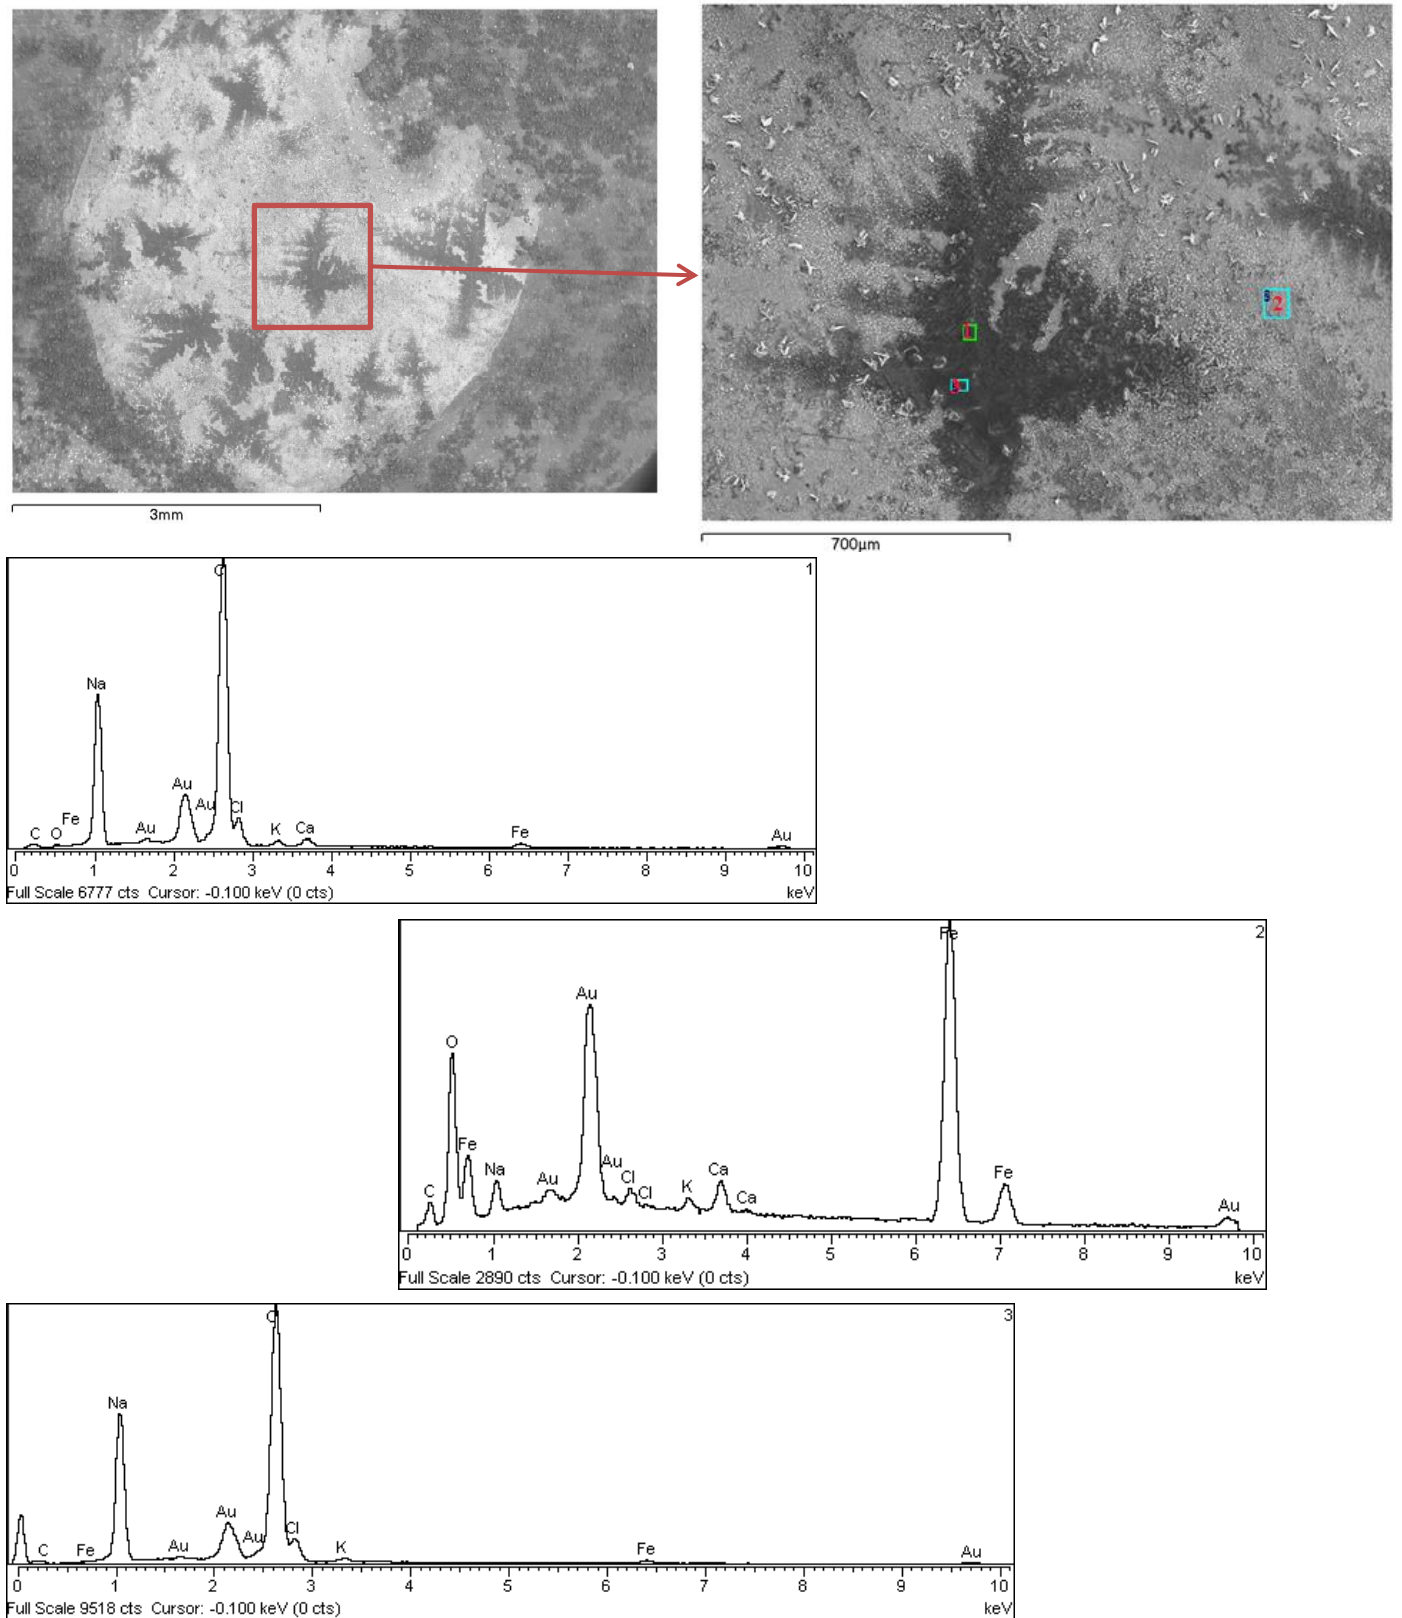 3mm
1
2
3
700µm
1
Cl
Na
Au
Au
Cl
Fe
C
O
Au
K
Ca
Fe
Au
0 1 2 3 4 5 6 7 8 9 10
Full Scale 6777 cts Cursor: -0.100 keV (0 cts)
keV
2
Fe
Au
O
Fe
Au
Na
Ca
Fe
Cl
C
Au
K
Cl
Ca
Au
0 1 2 3 4 5 6 7 8 9 10
Full Scale 2890 cts Cursor: -0.100 keV (0 cts)
keV
3
Na
Au
Au
Cl
C
Fe
Au
K
Fe
Au
0 1 2 3 4 5 6 7 8 9 10
Full Scale 9518 cts Cursor: -0.100 keV (0 cts)
keV